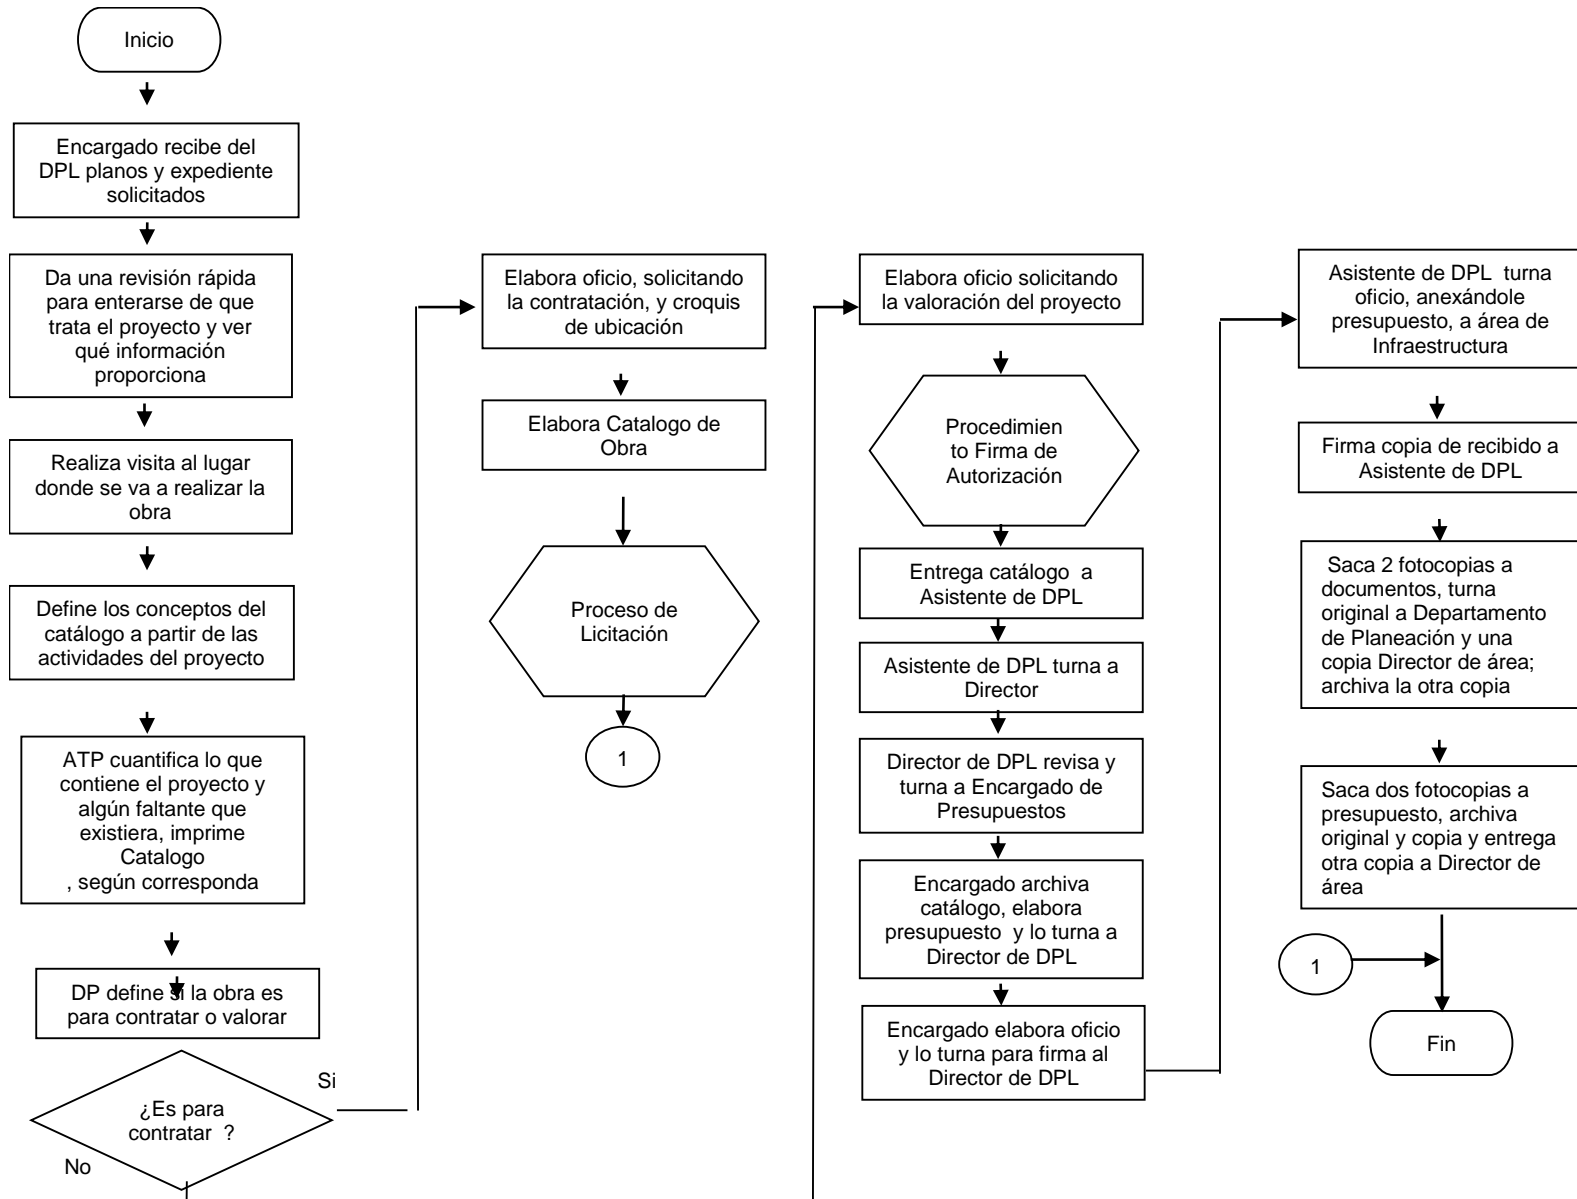 Inicio
Encargado recibe del
DPL planos y expediente
solicitados
Da una revisión rápida
para enterarse de que
trata el proyecto y ver
qué información
proporciona
Realiza visita al lugar
donde se va a realizar la
obra
Define los conceptos del
catálogo a partir de las
actividades del proyecto
ATP cuantifica lo que
contiene el proyecto y
algún faltante que
existiera, imprime
Catalogo
, según corresponda
DP define si la obra es
para contratar o valorar
¿Es para
contratar ?
Si
No
Elabora oficio, solicitando
la contratación, y croquis
de ubicación
Elabora Catalogo de
Obra
Proceso de
Licitación
1
Elabora oficio solicitando
la valoración del proyecto
Procedimien
to Firma de
Autorización
Entrega catálogo a
Asistente de DPL
Asistente de DPL turna a
Director
Director de DPL revisa y
turna a Encargado de
Presupuestos
Encargado archiva
catálogo, elabora
presupuesto y lo turna a
Director de DPL
Encargado elabora oficio
y lo turna para firma al
Director de DPL
Asistente de DPL turna
oficio, anexándole
presupuesto, a área de
Infraestructura
Firma copia de recibido a
Asistente de DPL
Saca 2 fotocopias a
documentos, turna
original a Departamento
de Planeación y una
copia Director de área;
archiva la otra copia
Saca dos fotocopias a
presupuesto, archiva
original y copia y entrega
otra copia a Director de
área
1
Fin